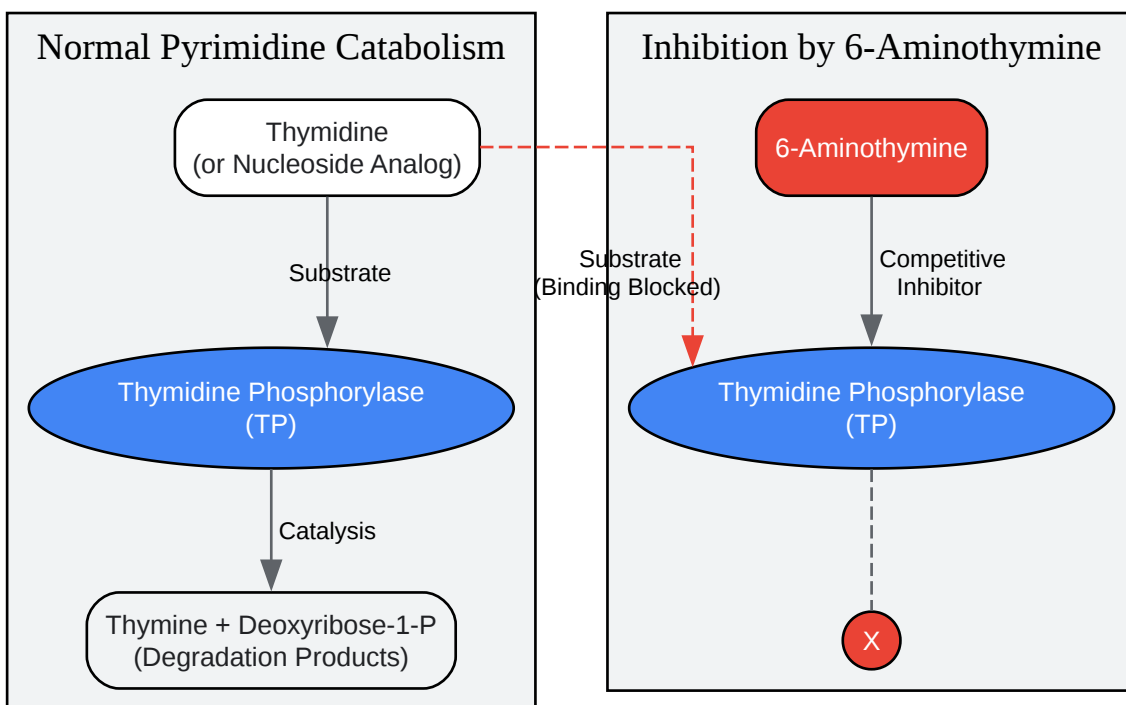 Normal Pyrimidine Catabolism
Thymidine
(or Nucleoside Analog)
Substrate
Thymidine Phosphorylase
(TP)
Catalysis
Thymine + Deoxyribose-1-P
(Degradation Products)
Inhibition by 6-Aminothymine
6-Aminothymine
Substrate
(Binding Blocked)
Competitive
Inhibitor
Thymidine Phosphorylase
(TP)
X